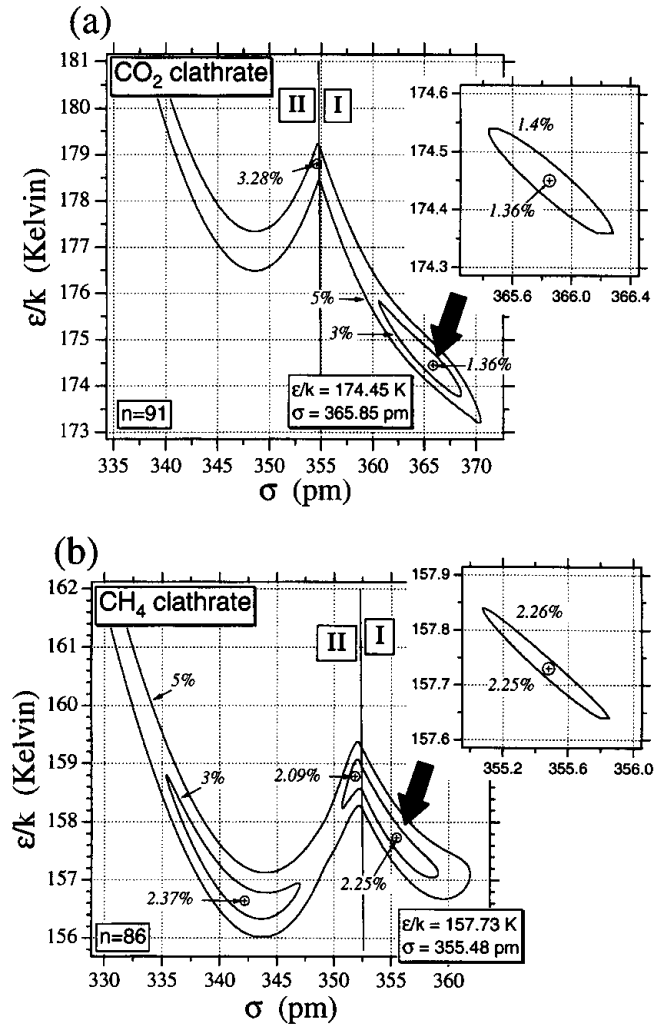 (a)
CO₂ clathrate
II
I
3.28%
5%
3%
1.36%
ε/k = 174.45 K
σ = 365.85 pm
n=91
181
180
179
178
177
176
175
174
173
ε/k (Kelvin)
335 340 345 350 355 360 365 370
σ (pm)
174.6
174.5
174.4
174.3
1.4%
1.36%
365.6 366.0 366.4
(b)
CH₄ clathrate
II
I
5%
3%
2.09%
2.37%
2.25%
ε/k = 157.73 K
σ = 355.48 pm
n=86
162
161
160
159
158
157
156
ε/k (Kelvin)
330 335 340 345 350 355 360
σ (pm)
157.9
157.8
157.7
157.6
2.26%
2.25%
355.2 355.6 356.0